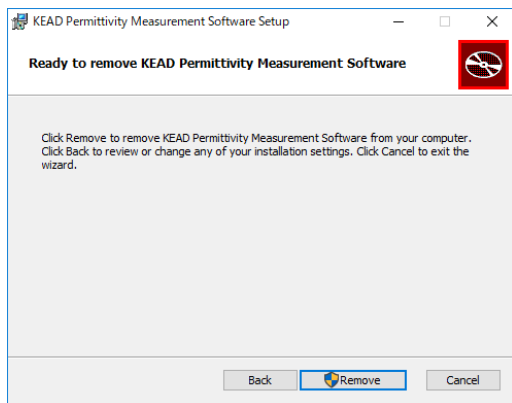 KEAD Permittivity Measurement Software Setup
Ready to remove KEAD Permittivity Measurement Software
Click Remove to remove KEAD Permittivity Measurement Software from your computer.
Click Back to review or change any of your installation settings. Click Cancel to exit the
wizard.
Back Remove Cancel